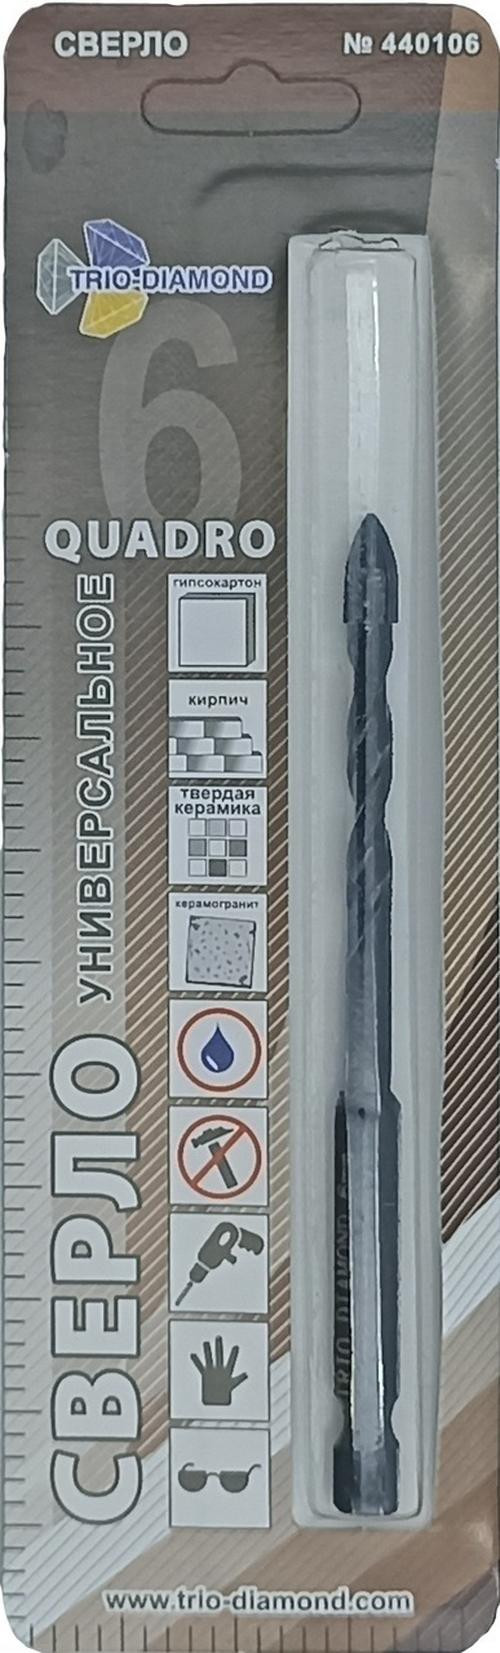 СВЕРЛО
№ 440106
TRIO-DIAMOND
6
QUADRO
СВЕРЛО УНИВЕРСАЛЬНОЕ
гипсокартон
кирпич
твердая
керамика
керамогранит
TRIO DIAMOND 6mm
www.trio-diamond.com